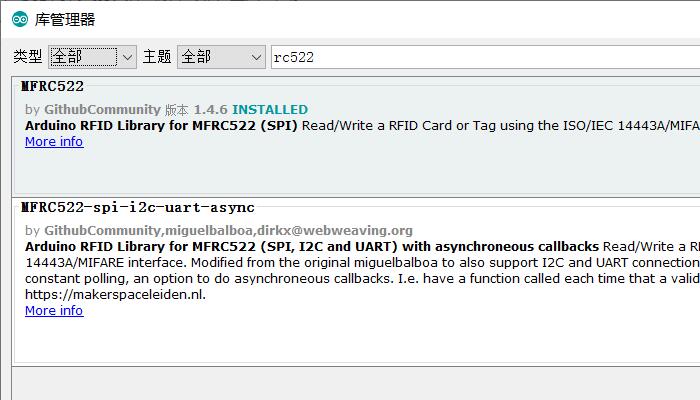 库管理器
类型 全部 主题 全部 rc522
MFRC522
by GithubCommunity 版本 1.4.6 INSTALLED
Arduino RFID Library for MFRC522 (SPI) Read/Write a RFID Card or Tag using the ISO/IEC 14443A/MIFA
More info
MFRC522-spi-i2c-uart-async
by GithubCommunity,miguelbalboa,dirkx@webweaving.org
Arduino RFID Library for MFRC522 (SPI, I2C and UART) with asynchroneous callbacks Read/Write a R
14443A/MIFARE interface. Modified from the original miguelbalboa to also support I2C and UART connection
constant polling, an option to do asynchroneous callbacks. I.e. have a function called each time that a valid
https://makerspaceleiden.nl.
More info